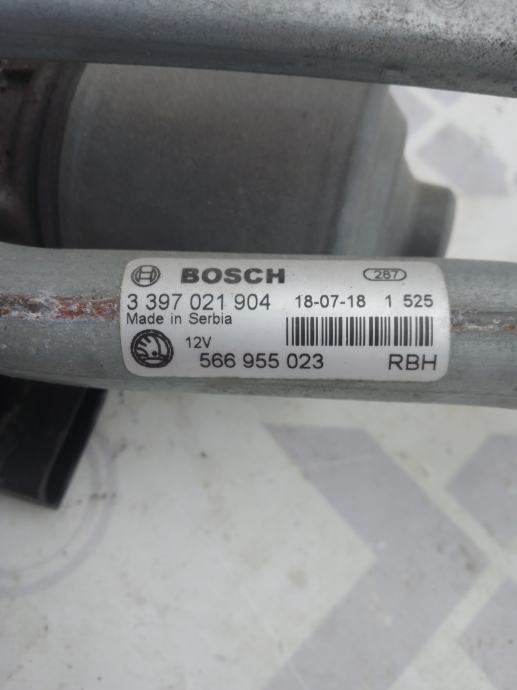 BOSCH 287
3 397 021 904 18-07-18 1 525
Made in Serbia
12V
566 955 023 RBH